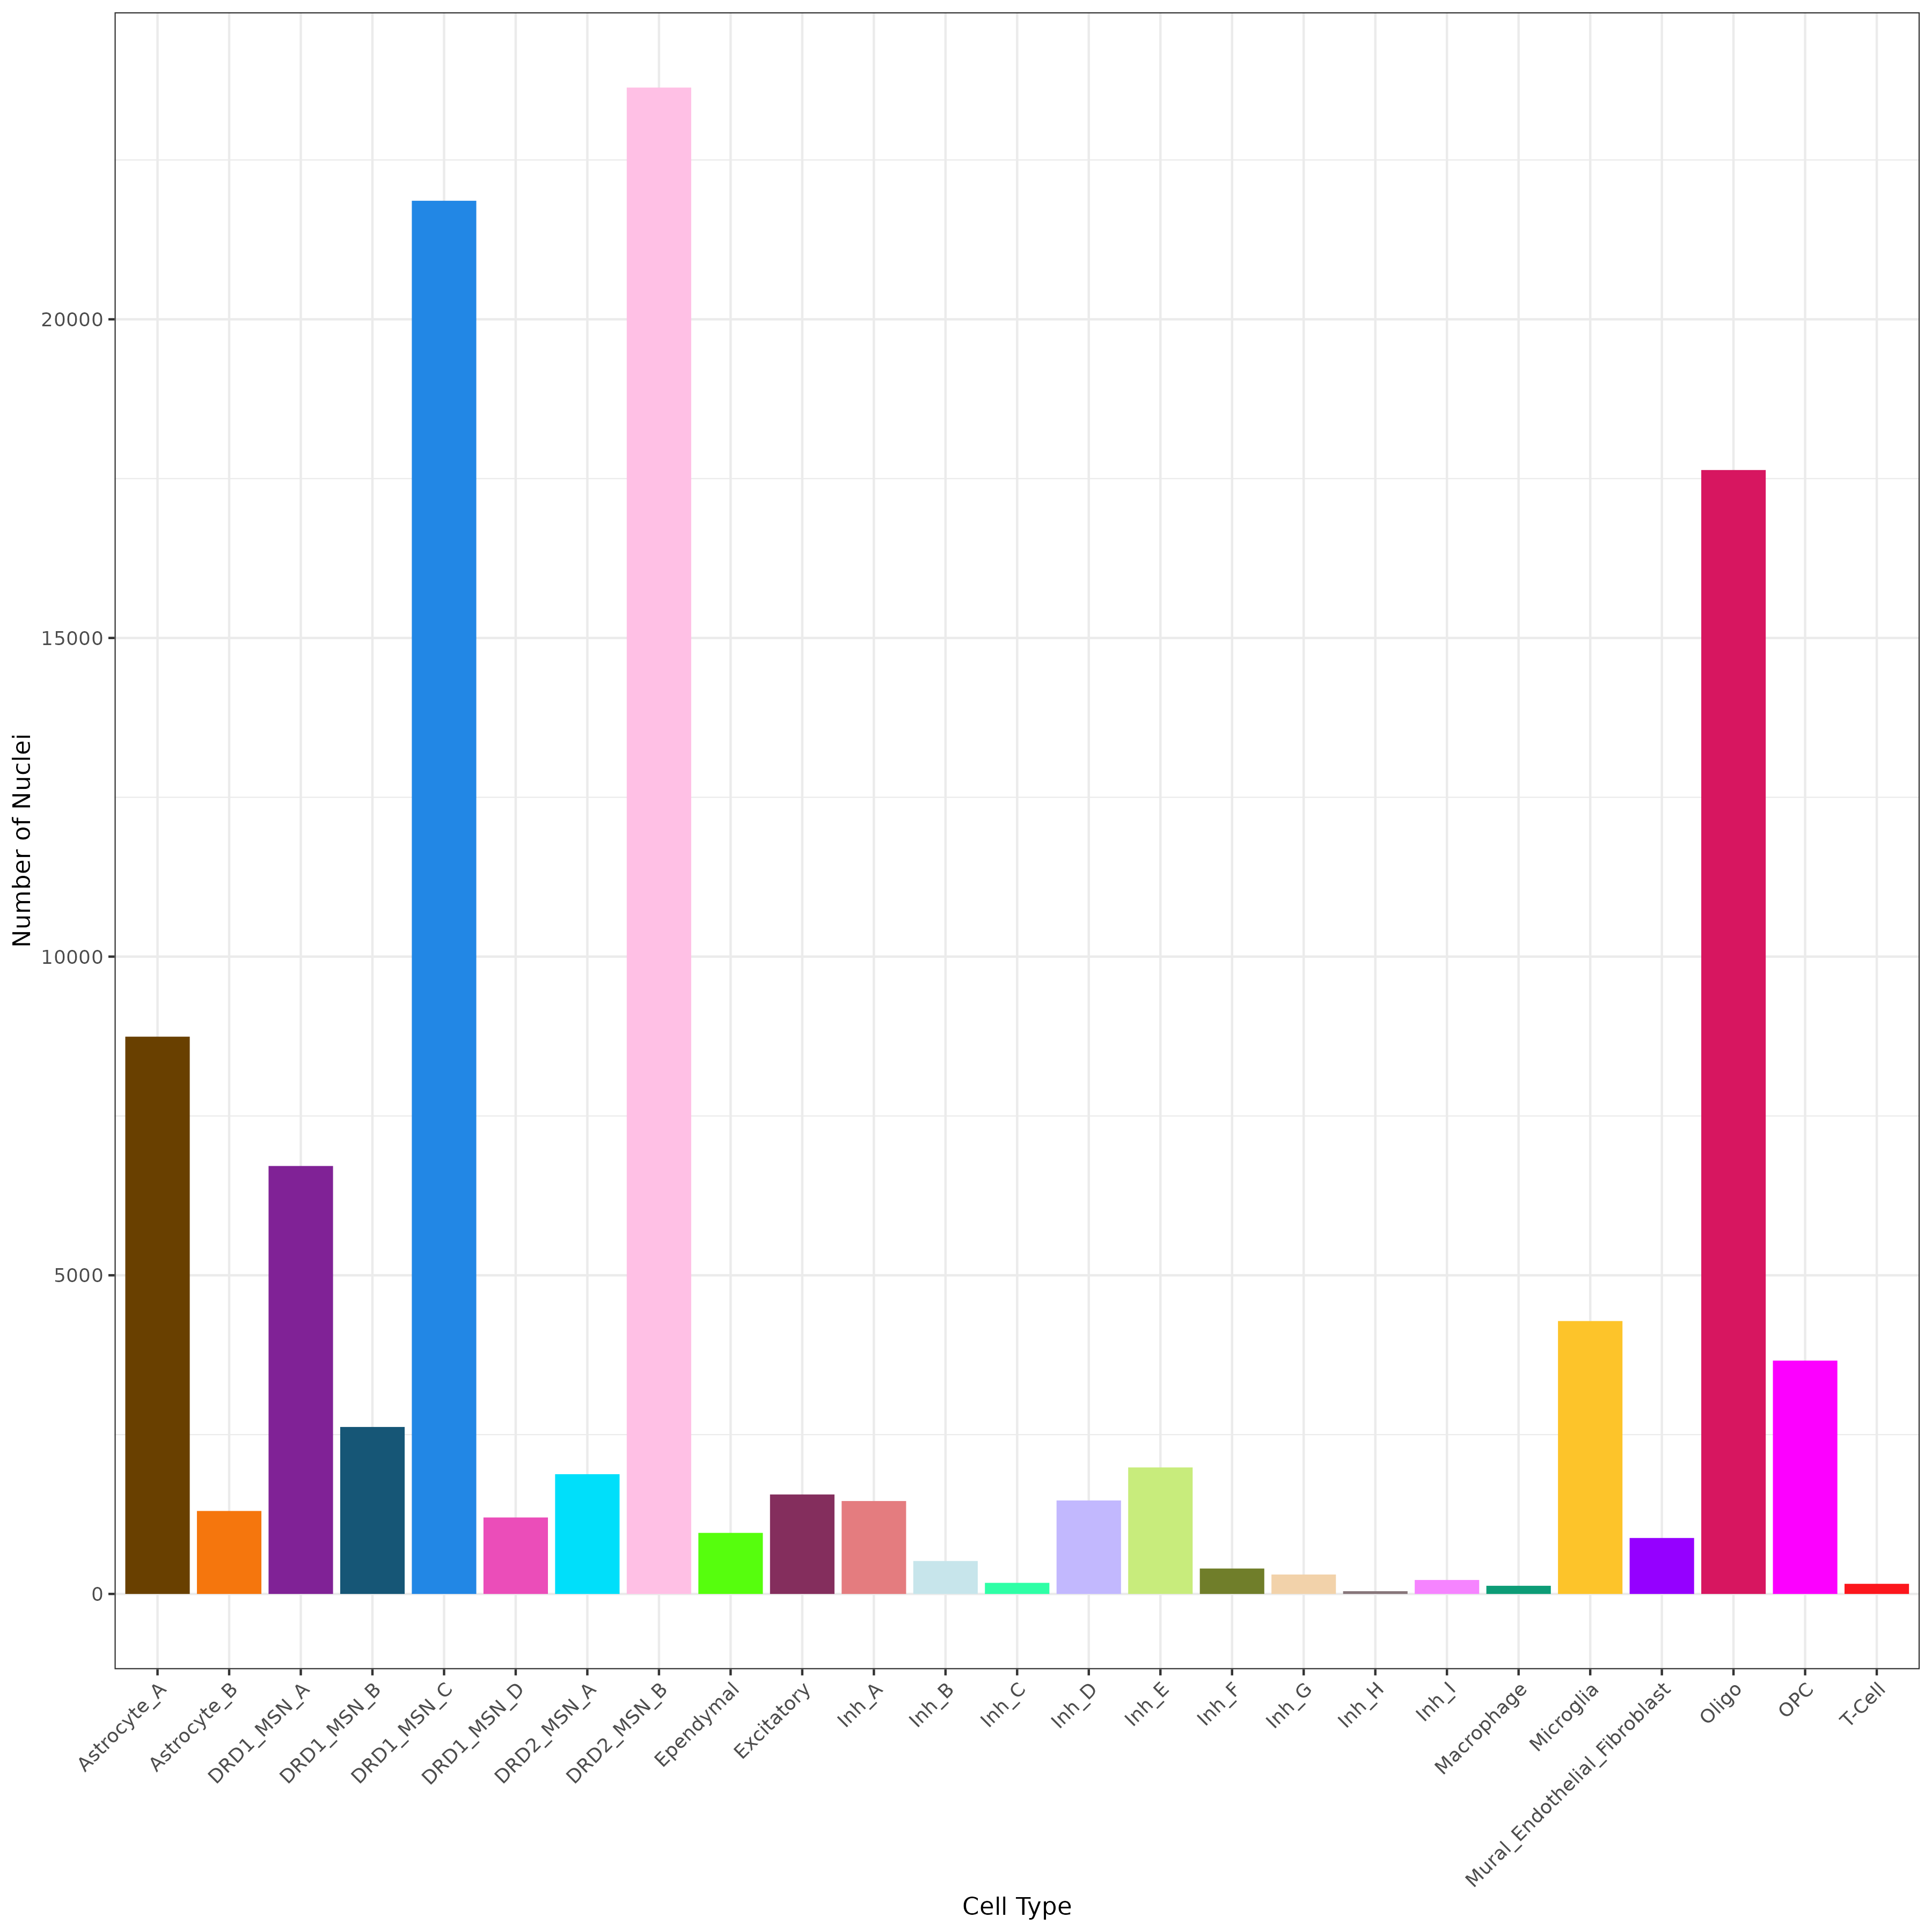 Number of Nuclei
20000
15000
10000
5000
0
Astrocyte_A
Astrocyte_B
DRD1_MSN_A
DRD1_MSN_B
DRD1_MSN_C
DRD1_MSN_D
DRD2_MSN_A
DRD2_MSN_B
Ependymal
Excitatory
Inh_A
Inh_B
Inh_C
Inh_D
Inh_E
Inh_F
Inh_G
Inh_H
Inh_I
Macrophage
Microglia
Mural_Endothelial_Fibroblast
Oligo
OPC
T-Cell
Cell Type